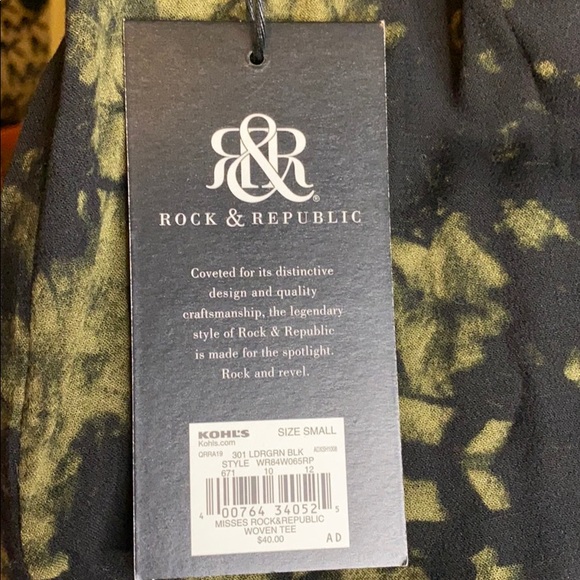 R&R®
ROCK & REPUBLIC
Coveted for its distinctive
design and quality
craftsmanship, the legendary
style of Rock & Republic
is made for the spotlight.
Rock and revel.
KOHL'S SIZE SMALL
Kohls.com
QRRA19 301 LDRGRN BLK
STYLE WR84W065RP
671 10 12
4 00764 34052 5
MISSES ROCK&REPUBLIC
WOVEN TEE
$40.00 AD